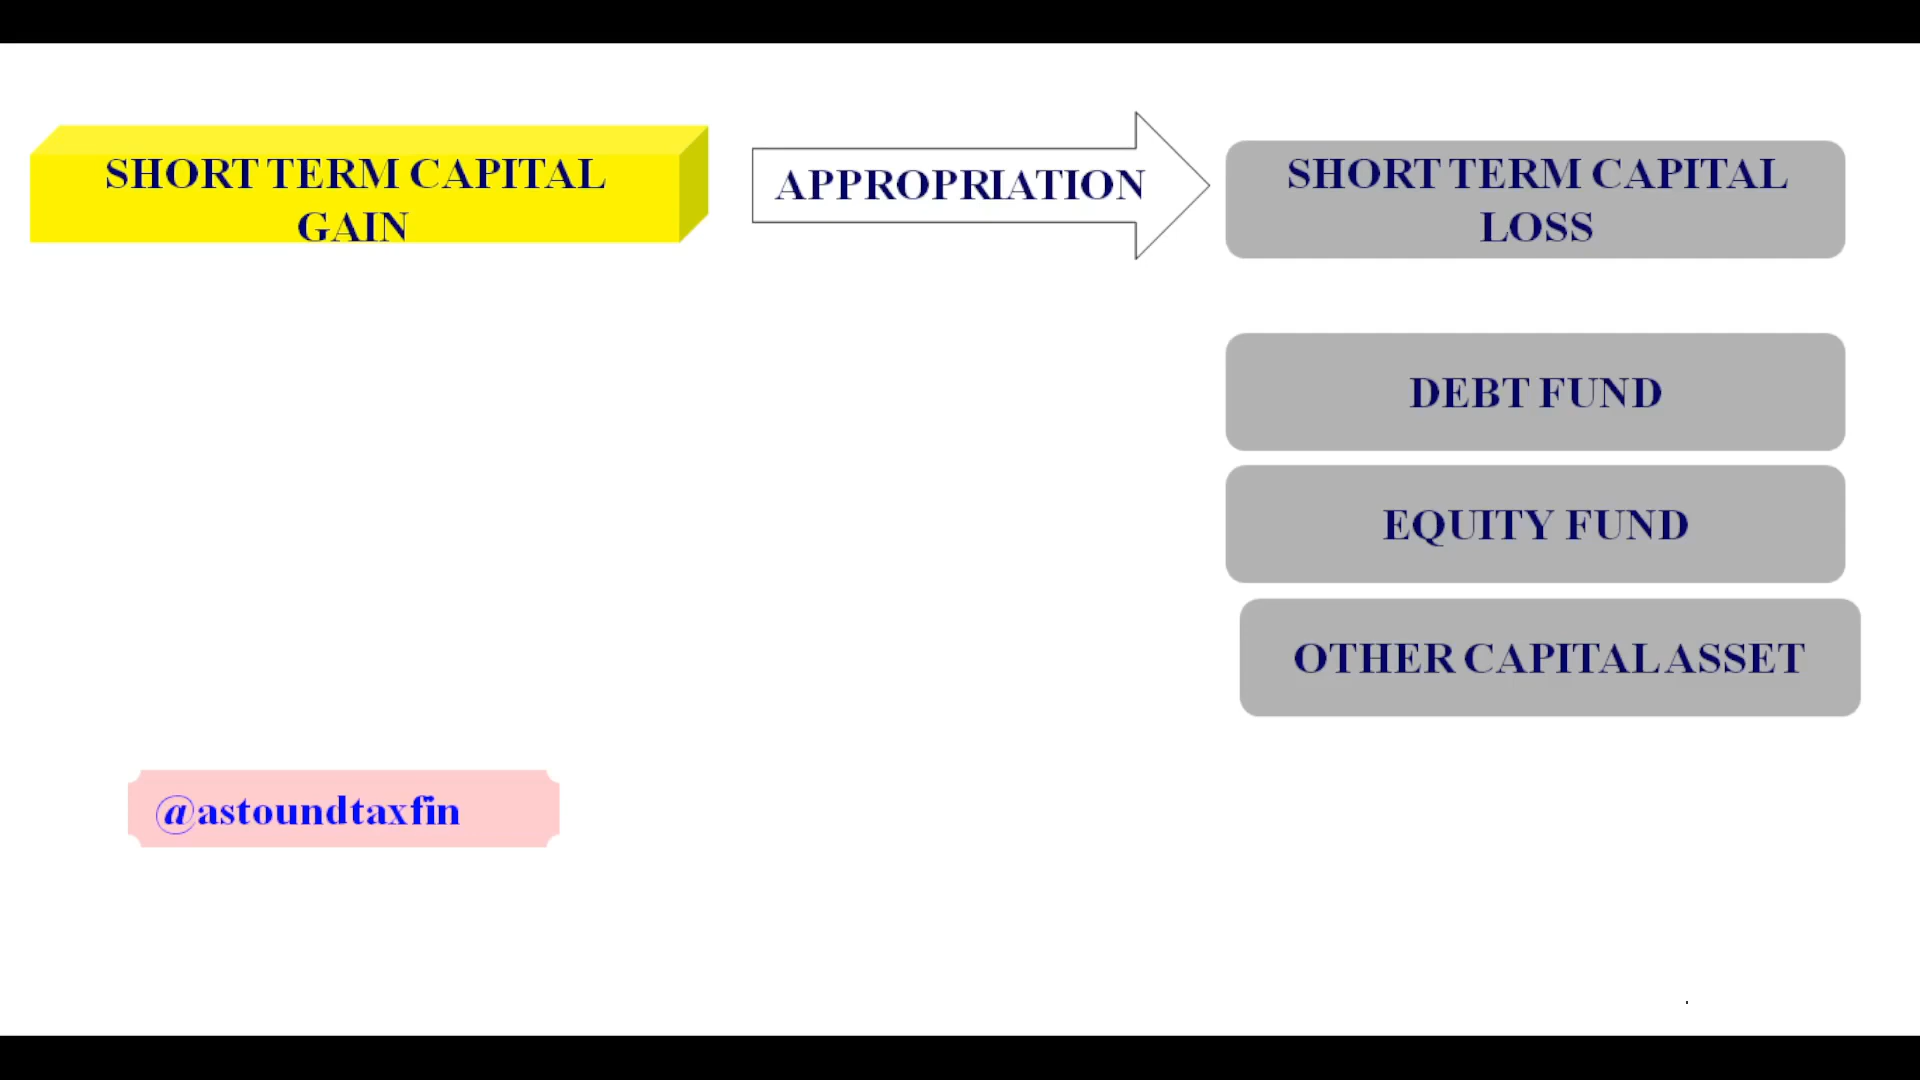 SHORT TERM CAPITAL
GAIN
APPROPRIATION
SHORT TERM CAPITAL
LOSS
DEBT FUND
EQUITY FUND
OTHER CAPITAL ASSET
@astoundtaxfin